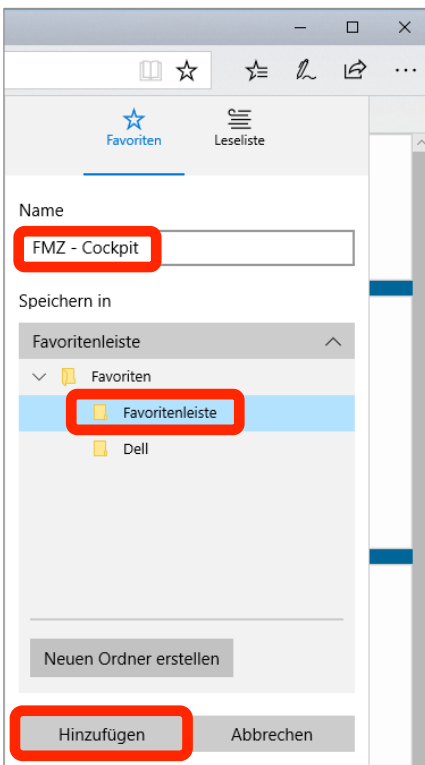 Favoriten
Leseliste
Name
FMZ - Cockpit
Speichern in
Favoritenleiste
Favoriten
Favoritenleiste
Dell
Neuen Ordner erstellen
Hinzufügen
Abbrechen